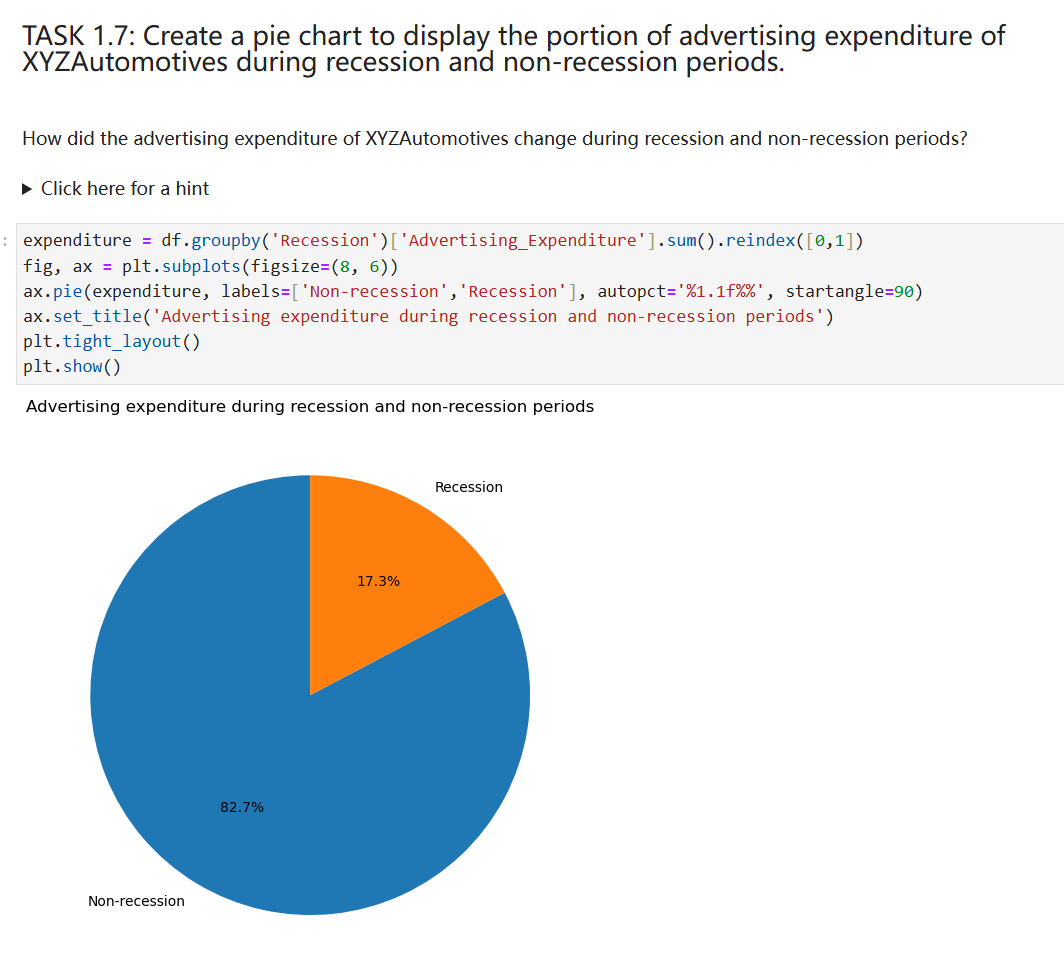 TASK 1.7: Create a pie chart to display the portion of advertising expenditure of
XYZAutomotives during recession and non-recession periods.
How did the advertising expenditure of XYZAutomotives change during recession and non-recession periods?
▶ Click here for a hint
:
expenditure = df.groupby('Recession')['Advertising_Expenditure'].sum().reindex([0,1])
fig, ax = plt.subplots(figsize=(8, 6))
ax.pie(expenditure, labels=['Non-recession','Recession'], autopct='%1.1f%%', startangle=90)
ax.set_title('Advertising expenditure during recession and non-recession periods')
plt.tight_layout()
plt.show()
Advertising expenditure during recession and non-recession periods
Recession
17.3%
82.7%
Non-recession